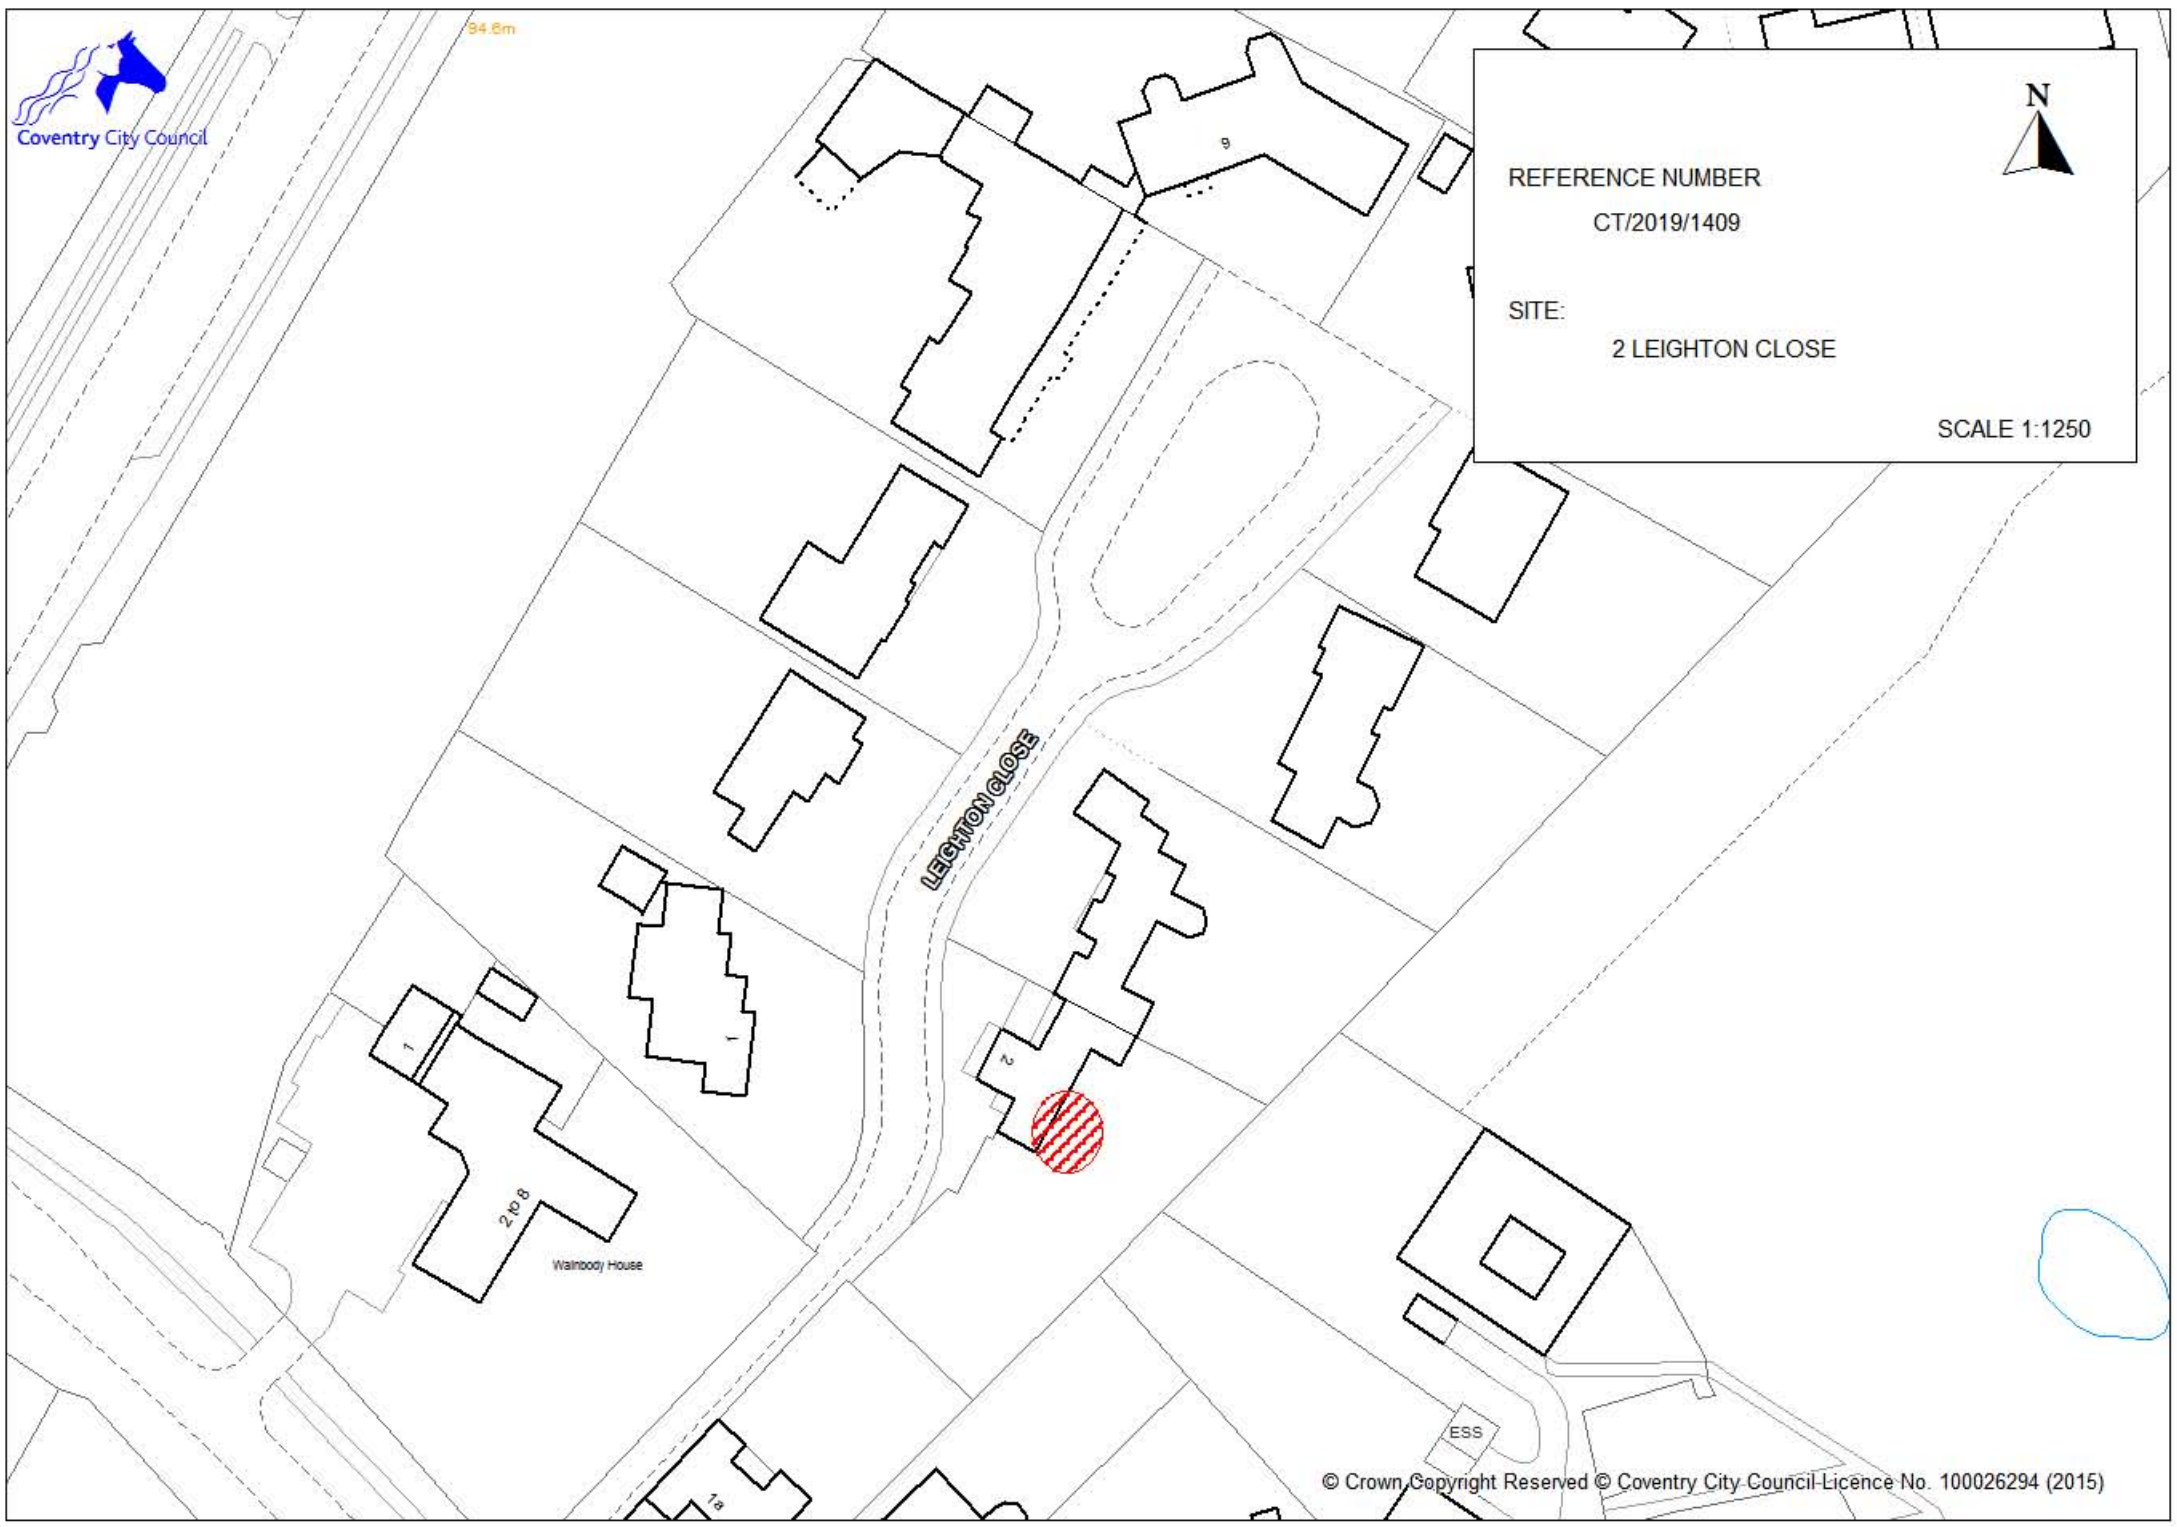 94.6m
Coventry City Council
N
REFERENCE NUMBER
CT/2019/1409
SITE:
2 LEIGHTON CLOSE
SCALE 1:1250
9
LEIGHTON CLOSE
1
1
2
2 to 8
Wainbody House
ESS
1a
© Crown Copyright Reserved © Coventry City Council Licence No. 100026294 (2015)